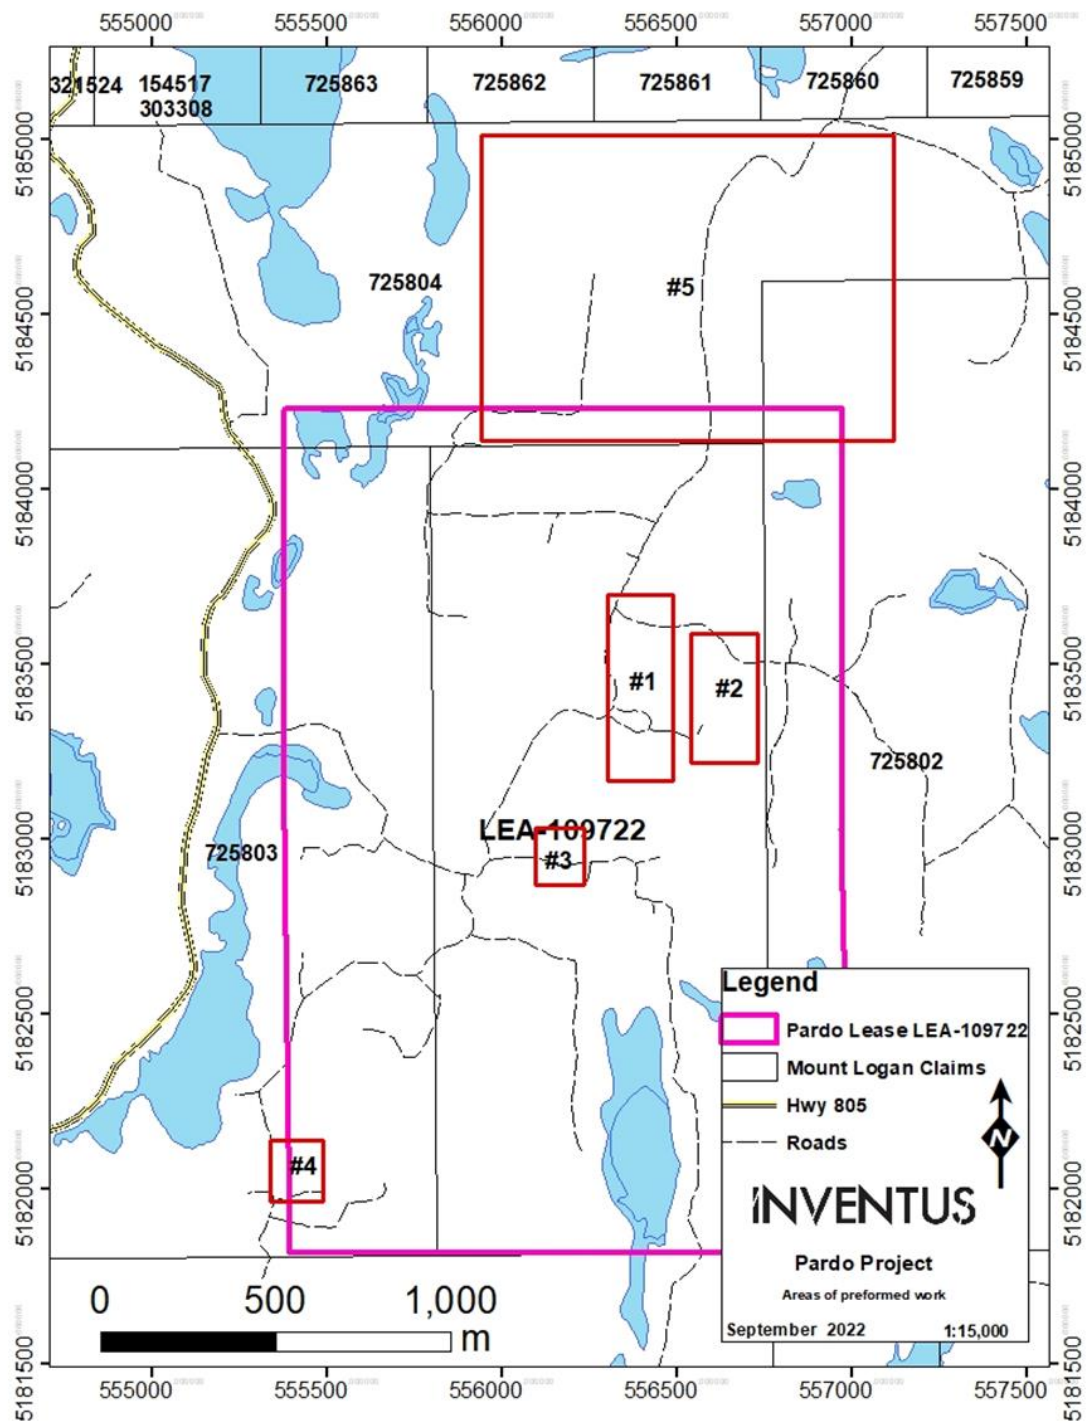 555000 555500 556000 556500 557000 557500
321524 154517 725863 725862 725861 725860 725859
303308
5185000 5185000
725804
#5
5184500 5184500
5184000 5184000
5183500 5183500
#1 #2
725802
LEA-109722
5183000 5183000
725803 #3
Legend
Pardo Lease LEA-109722
5182500 5182500
Mount Logan Claims
Hwy 805
Roads
N
#4
5182000 5182000
INVENTUS
Pardo Project
Areas of preformed work
0 500 1,000
m
September 2022 1:15,000
5181500 5181500
555000 555500 556000 556500 557000 557500